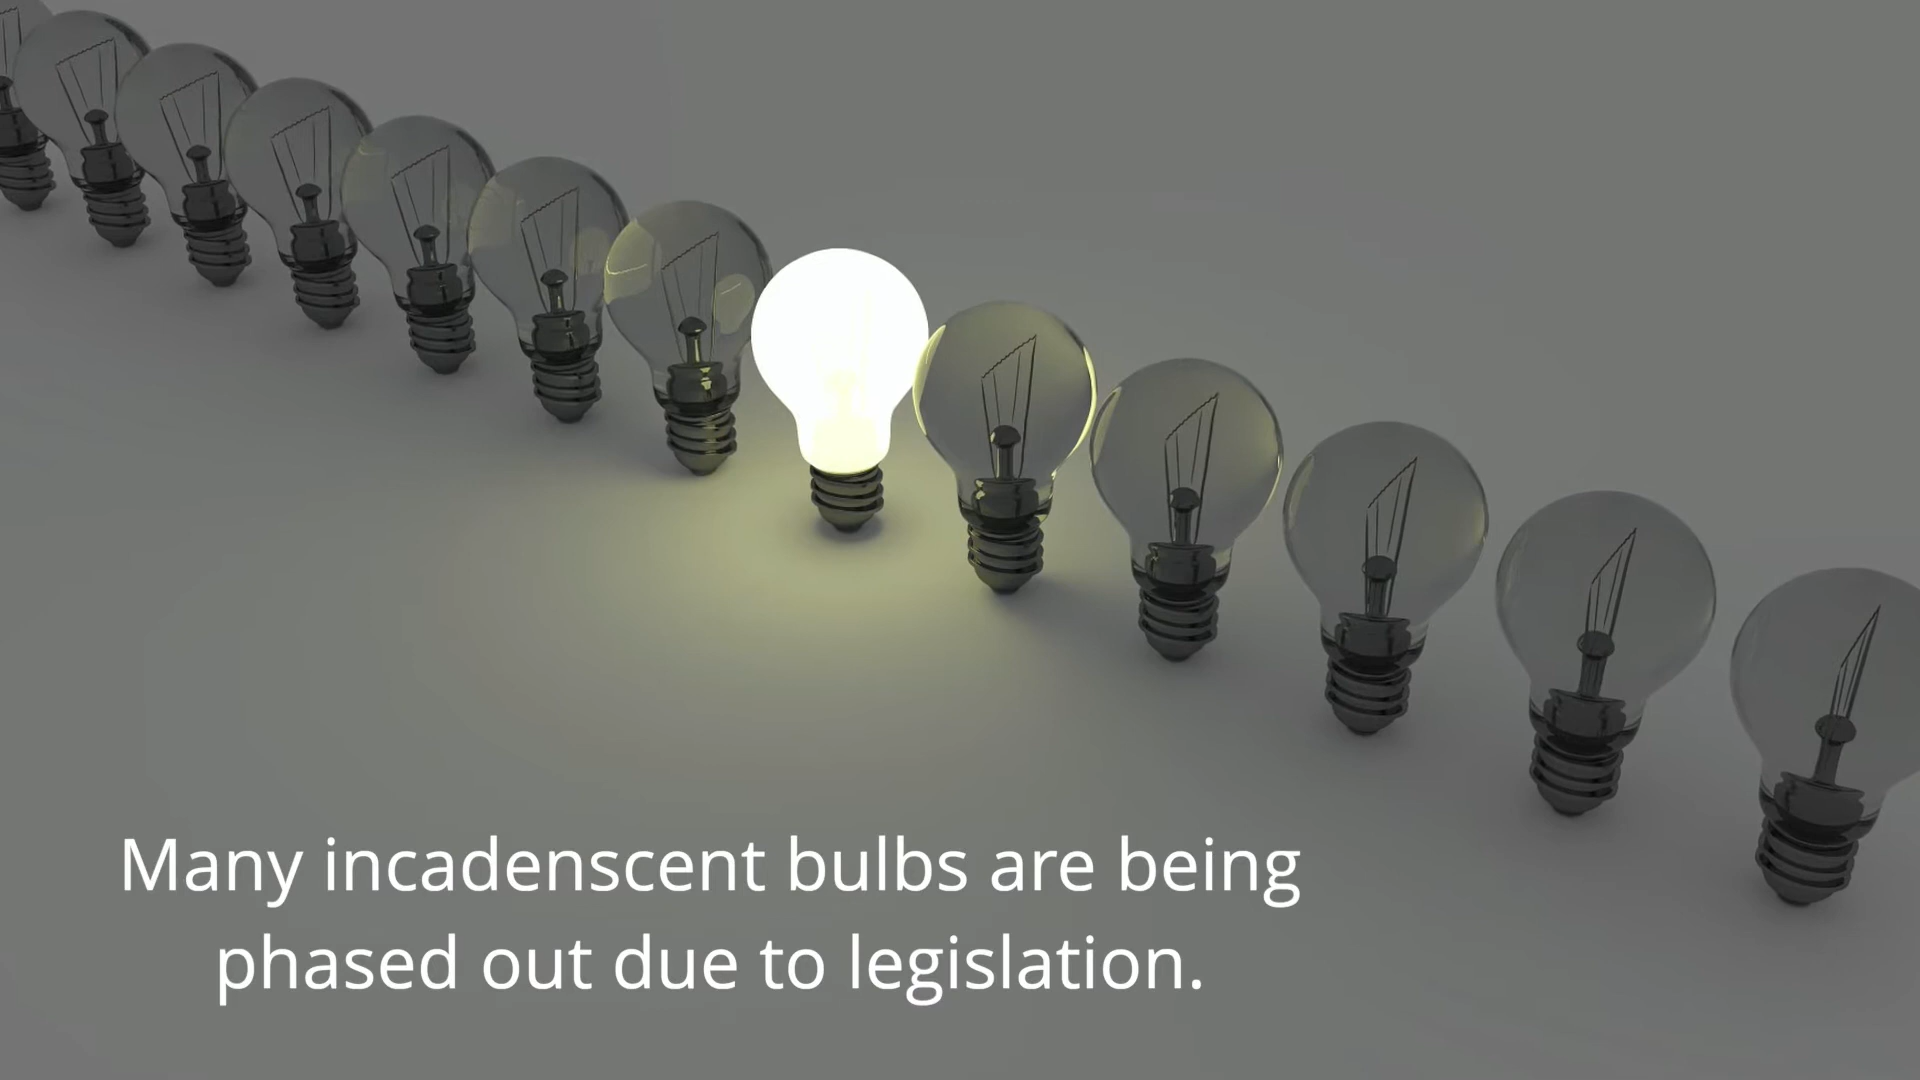 Many incadenscent bulbs are being
phased out due to legislation.